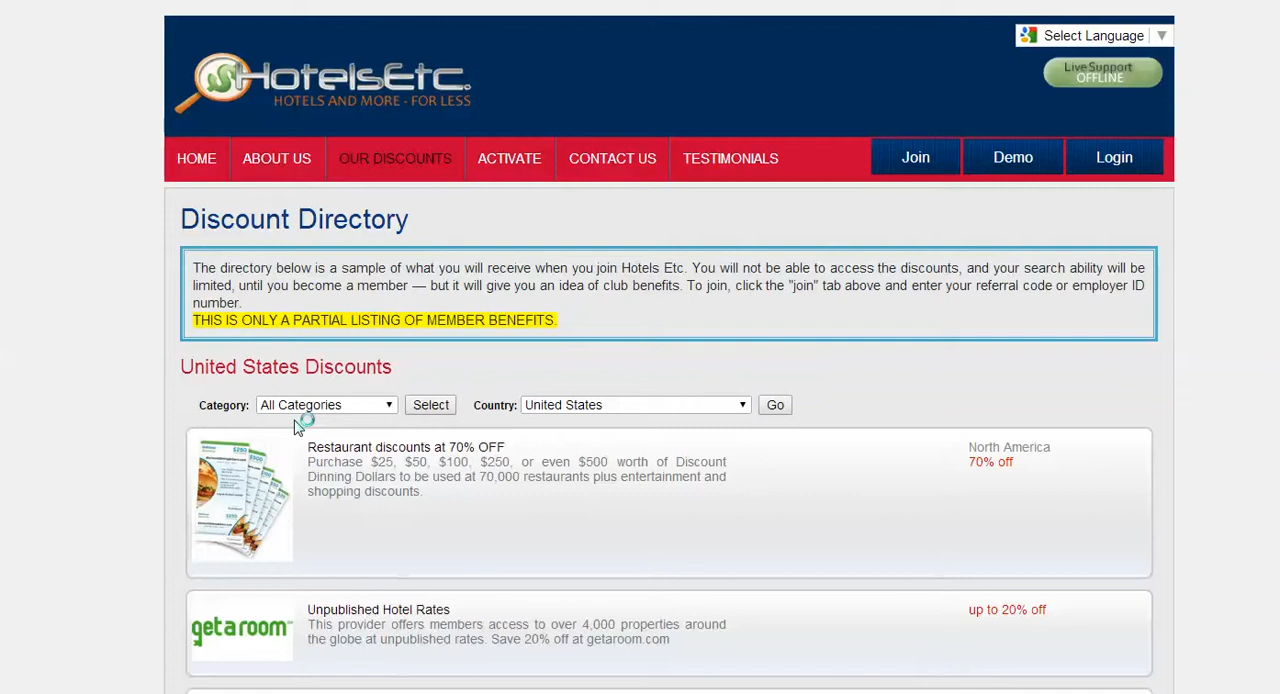 Select Language
Live Support
OFFLINE
HotelsEtc.
HOTELS AND MORE - FOR LESS
HOME ABOUT US OUR DISCOUNTS ACTIVATE CONTACT US TESTIMONIALS Join Demo Login
Discount Directory
The directory below is a sample of what you will receive when you join Hotels Etc. You will not be able to access the discounts, and your search ability will be
limited, until you become a member — but it will give you an idea of club benefits. To join, click the "join" tab above and enter your referral code or employer ID
number.
THIS IS ONLY A PARTIAL LISTING OF MEMBER BENEFITS.
United States Discounts
Category: All Categories Select Country: United States Go
Restaurant discounts at 70% OFF
Purchase $25, $50, $100, $250, or even $500 worth of Discount
Dinning Dollars to be used at 70,000 restaurants plus entertainment and
shopping discounts.
North America
70% off
getaroom
Unpublished Hotel Rates
This provider offers members access to over 4,000 properties around
the globe at unpublished rates. Save 20% off at getaroom.com
up to 20% off